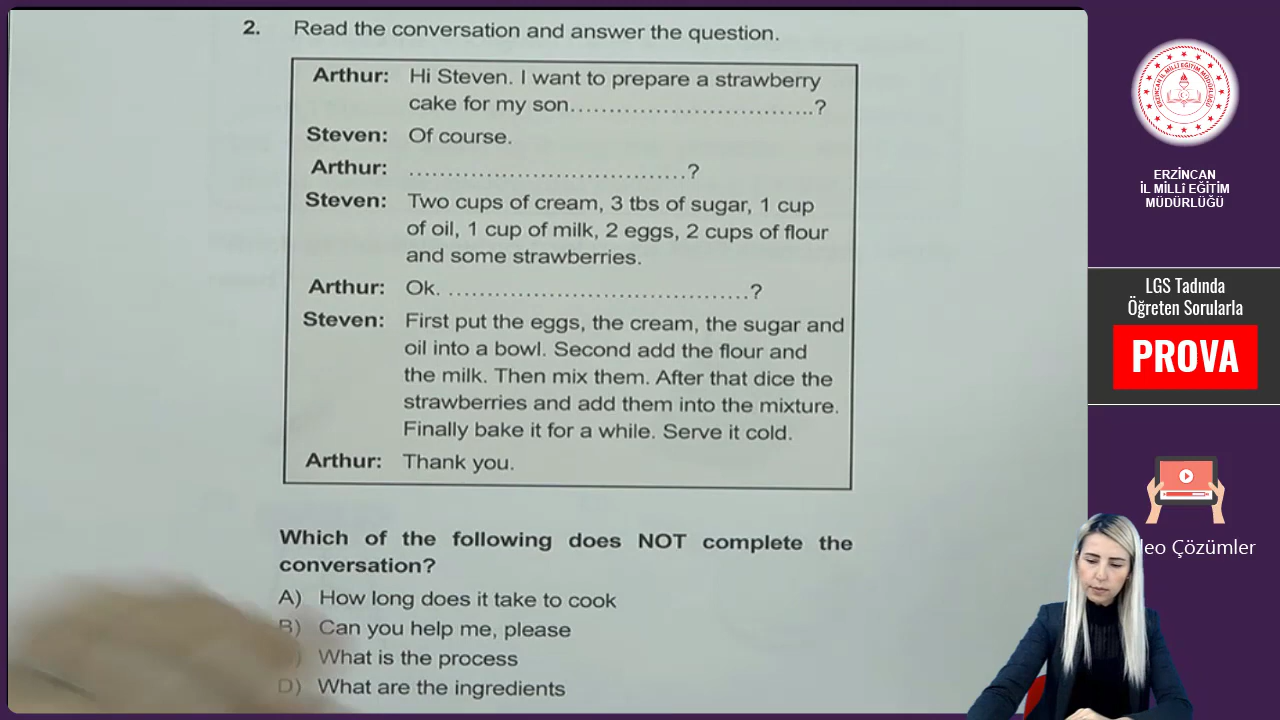 2. Read the conversation and answer the question.
Arthur: Hi Steven. I want to prepare a strawberry
cake for my son................................?
Steven: Of course.
Arthur: ..................................?
Steven: Two cups of cream, 3 tbs of sugar, 1 cup
of oil, 1 cup of milk, 2 eggs, 2 cups of flour
and some strawberries.
Arthur: Ok. .....................................?
Steven: First put the eggs, the cream, the sugar and
oil into a bowl. Second add the flour and
the milk. Then mix them. After that dice the
strawberries and add them into the mixture.
Finally bake it for a while. Serve it cold.
Arthur: Thank you.
Which of the following does NOT complete the
conversation?
A) How long does it take to cook
B) Can you help me, please
) What is the process
D) What are the ingredients
ERZİNCAN
İL MİLLÎ EĞİTİM
MÜDÜRLÜĞÜ
LGS Tadında
Öğreten Sorularla
PROVA
Çözümler